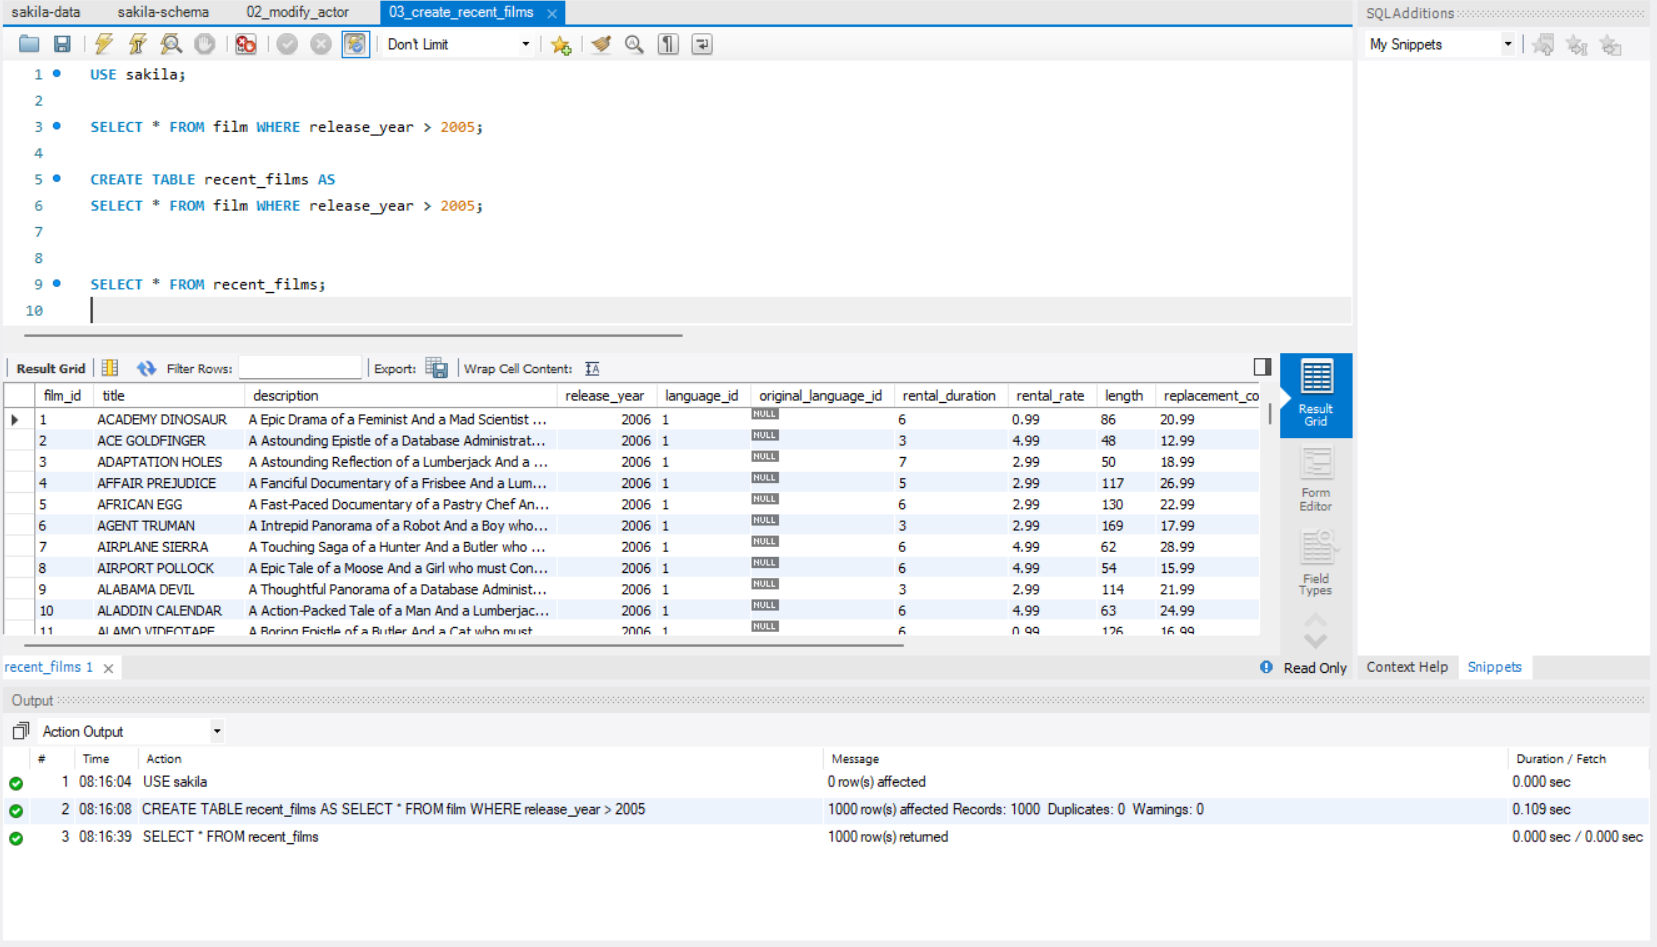 sakila-data sakila-schema 02_modify_actor 03_create_recent_films
SQLAdditions
Don't Limit
My Snippets
1 USE sakila;
2
3 SELECT * FROM film WHERE release_year > 2005;
4
5 CREATE TABLE recent_films AS
6 SELECT * FROM film WHERE release_year > 2005;
7
8
9 SELECT * FROM recent_films;
10
Result Grid Filter Rows: Export: Wrap Cell Content:
film_id title description release_year language_id original_language_id rental_duration rental_rate length replacement_co
1 ACADEMY DINOSAUR A Epic Drama of a Feminist And a Mad Scientist ... 2006 1 NULL 6 0.99 86 20.99
2 ACE GOLDFINGER A Astounding Epistle of a Database Administrat... 2006 1 NULL 3 4.99 48 12.99
3 ADAPTATION HOLES A Astounding Reflection of a Lumberjack And a ... 2006 1 NULL 7 2.99 50 18.99
4 AFFAIR PREJUDICE A Fanciful Documentary of a Frisbee And a Lum... 2006 1 NULL 5 2.99 117 26.99
5 AFRICAN EGG A Fast-Paced Documentary of a Pastry Chef An... 2006 1 NULL 6 2.99 130 22.99
6 AGENT TRUMAN A Intrepid Panorama of a Robot And a Boy who... 2006 1 NULL 3 2.99 169 17.99
7 AIRPLANE SIERRA A Touching Saga of a Hunter And a Butler who ... 2006 1 NULL 6 4.99 62 28.99
8 AIRPORT POLLOCK A Epic Tale of a Moose And a Girl who must Con... 2006 1 NULL 6 4.99 54 15.99
9 ALABAMA DEVIL A Thoughtful Panorama of a Database Administ... 2006 1 NULL 3 2.99 114 21.99
10 ALADDIN CALENDAR A Action-Packed Tale of a Man And a Lumberjac... 2006 1 NULL 6 4.99 63 24.99
11 ALAMO VIDEOTAPE A Boring Epistle of a Butler And a Cat who must 2006 1 NULL 6 0.99 126 16.99
Result
Grid
Form
Editor
Field
Types
recent_films 1
Read Only
Context Help Snippets
Output
Action Output
# Time Action Message Duration / Fetch
1 08:16:04 USE sakila 0 row(s) affected 0.000 sec
2 08:16:08 CREATE TABLE recent_films AS SELECT * FROM film WHERE release_year > 2005 1000 row(s) affected Records: 1000 Duplicates: 0 Warnings: 0 0.109 sec
3 08:16:39 SELECT * FROM recent_films 1000 row(s) returned 0.000 sec / 0.000 sec